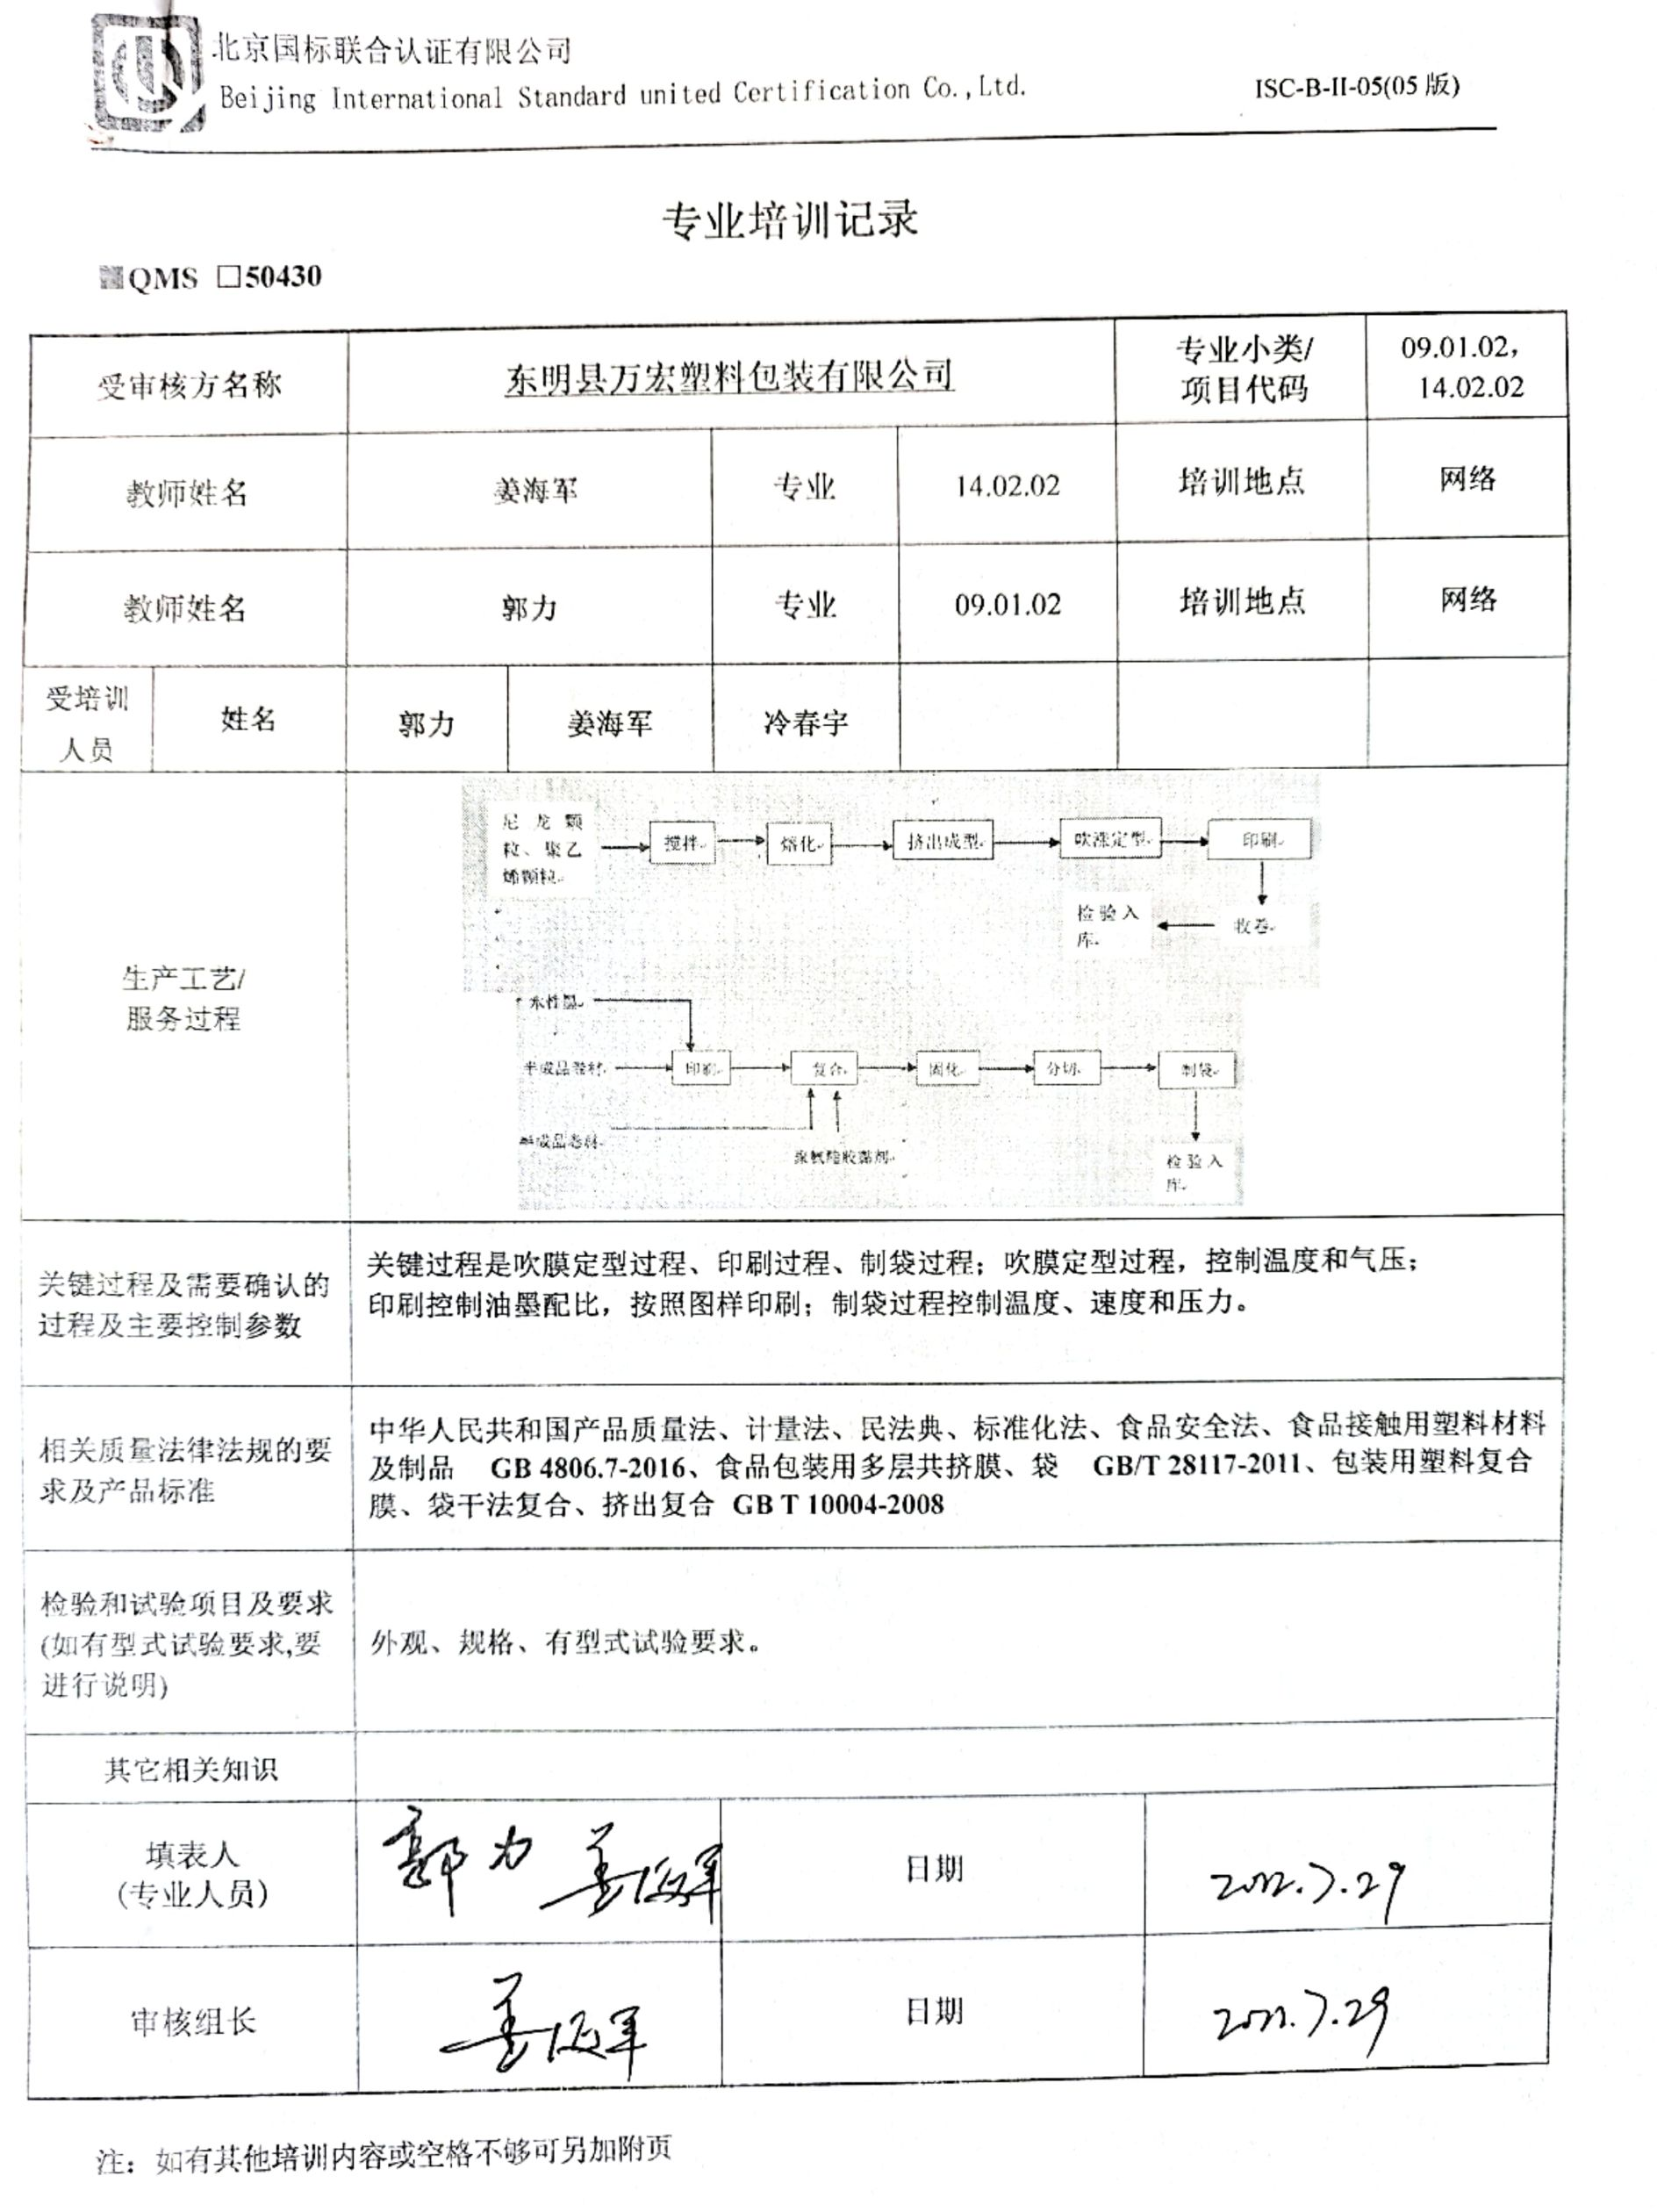 北京国标联合认证有限公司
Beijing International Standard united Certification Co.,Ltd.
ISC-B-II-05(05 版)
专业培训记录
■QMS □50430
受审核方名称
东明县万宏塑料包装有限公司
专业小类/
项目代码
09.01.02,
14.02.02
教师姓名
姜海军
专业
14.02.02
培训地点
网络
教师姓名
郭力
专业
09.01.02
培训地点
网络
受培训
人员
姓名
郭力
姜海军
冷春宇
生产工艺/
服务过程
尼 龙 颗
粒、聚乙
烯颗粒
搅拌
熔化
挤出成型
吹涨定型
印刷
检验入
库
收卷
水性墨
半成品卷材
印刷
复合
固化
分切
制袋
半成品卷材
聚氨酯胶黏剂
检验入
库
关键过程及需要确认的
过程及主要控制参数
关键过程是吹膜定型过程、印刷过程、制袋过程；吹膜定型过程，控制温度和气压；
印刷控制油墨配比，按照图样印刷；制袋过程控制温度、速度和压力。
相关质量法律法规的要
求及产品标准
中华人民共和国产品质量法、计量法、民法典、标准化法、食品安全法、食品接触用塑料材料
及制品 GB 4806.7-2016、食品包装用多层共挤膜、袋 GB/T 28117-2011、包装用塑料复合
膜、袋干法复合、挤出复合 GB T 10004-2008
检验和试验项目及要求
(如有型式试验要求,要
进行说明)
外观、规格、有型式试验要求。
其它相关知识
填表人
(专业人员)
郭力 姜海军
日期
2022.7.29
审核组长
姜海军
日期
2022.7.29
注：如有其他培训内容或空格不够可另加附页